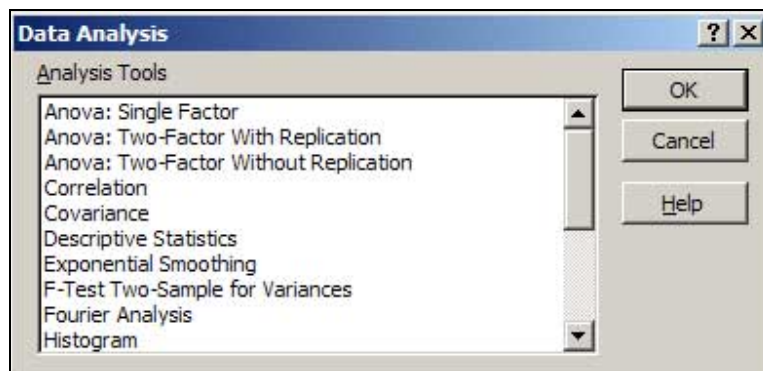 Data Analysis
Analysis Tools
Anova: Single Factor
Anova: Two-Factor With Replication
Anova: Two-Factor Without Replication
Correlation
Covariance
Descriptive Statistics
Exponential Smoothing
F-Test Two-Sample for Variances
Fourier Analysis
Histogram
OK
Cancel
Help